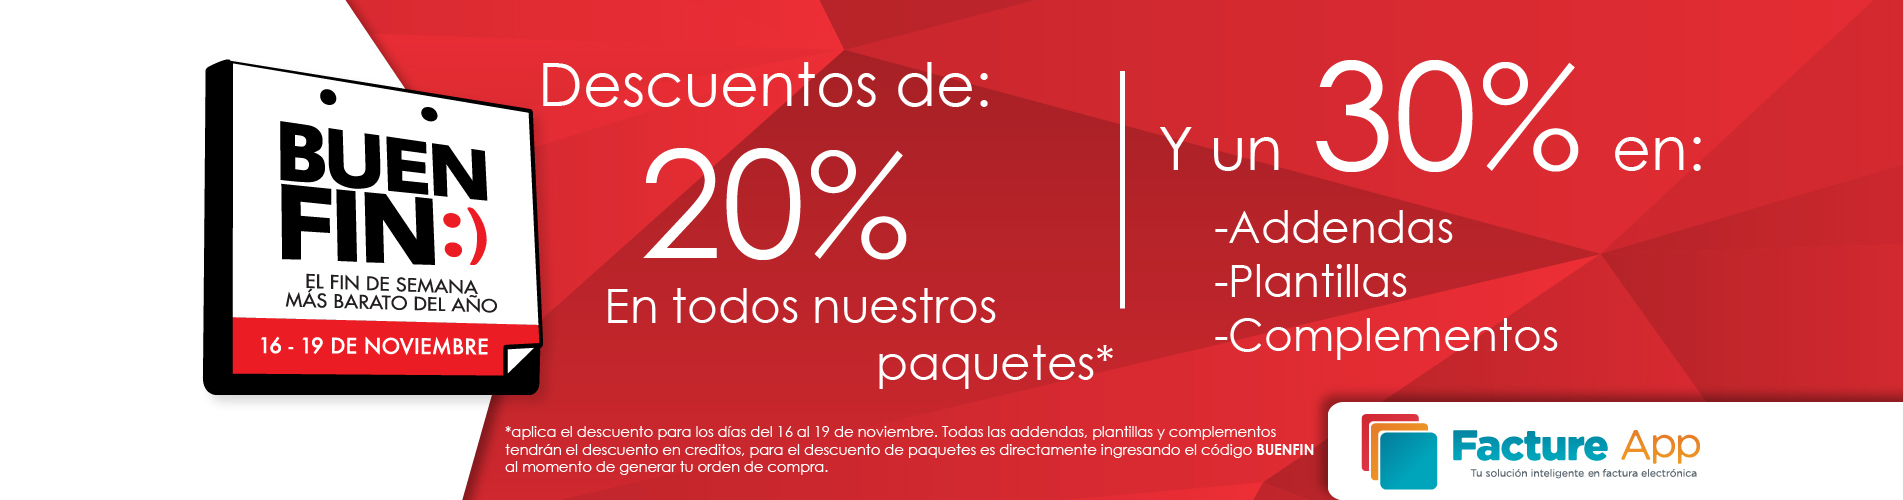 BUEN
FIN:)
EL FIN DE SEMANA
MÁS BARATO DEL AÑO
16 - 19 DE NOVIEMBRE
Descuentos de:
20%
En todos nuestros
paquetes*
Y un 30% en:
-Addendas
-Plantillas
-Complementos
*aplica el descuento para los días del 16 al 19 de noviembre. Todas las addendas, plantillas y complementos
tendrán el descuento en creditos, para el descuento de paquetes es directamente ingresando el código BUENFIN
al momento de generar tu orden de compra.
Facture App
Tu solución inteligente en factura electrónica